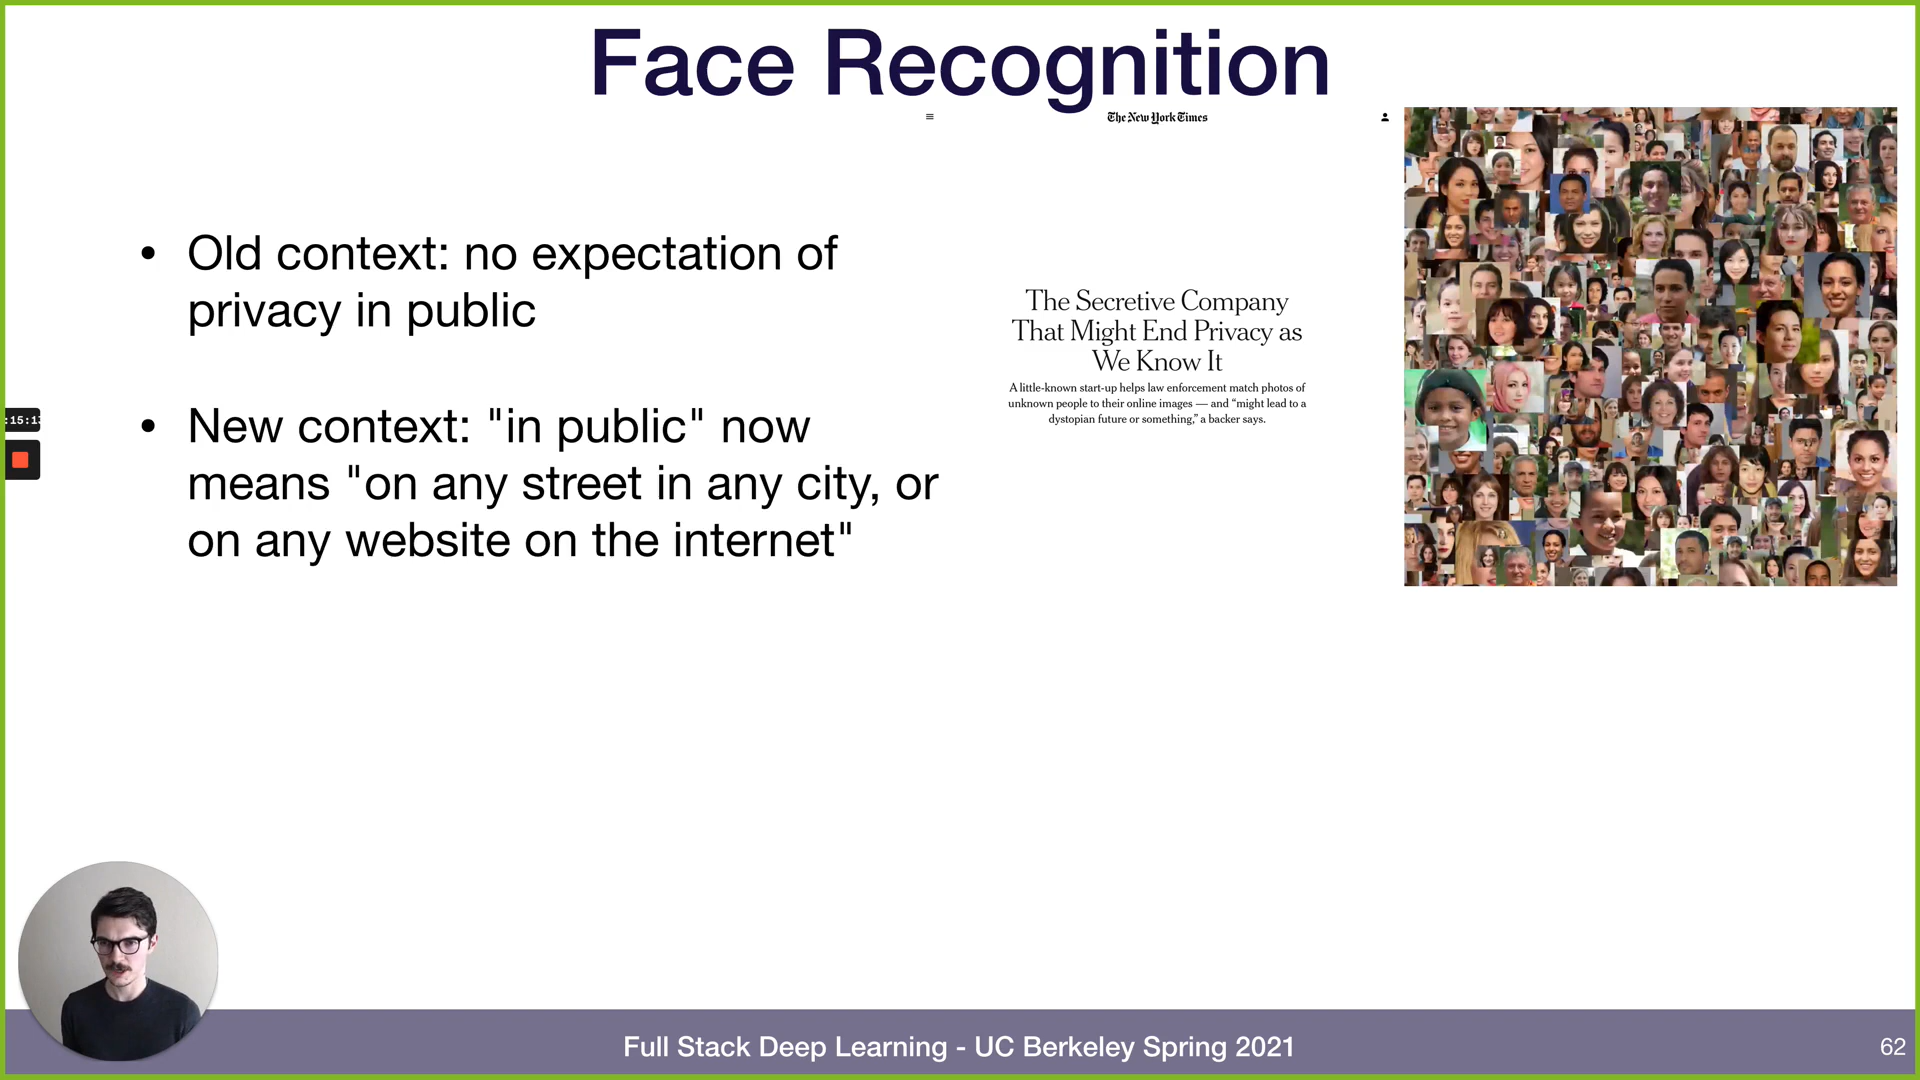 Face Recognition
The New York Times
• Old context: no expectation of
privacy in public
• New context: "in public" now
means "on any street in any city, or
on any website on the internet"
The Secretive Company
That Might End Privacy as
We Know It
A little-known start-up helps law enforcement match photos of
unknown people to their online images — and “might lead to a
dystopian future or something,” a backer says.
:15:1
Full Stack Deep Learning - UC Berkeley Spring 2021
62